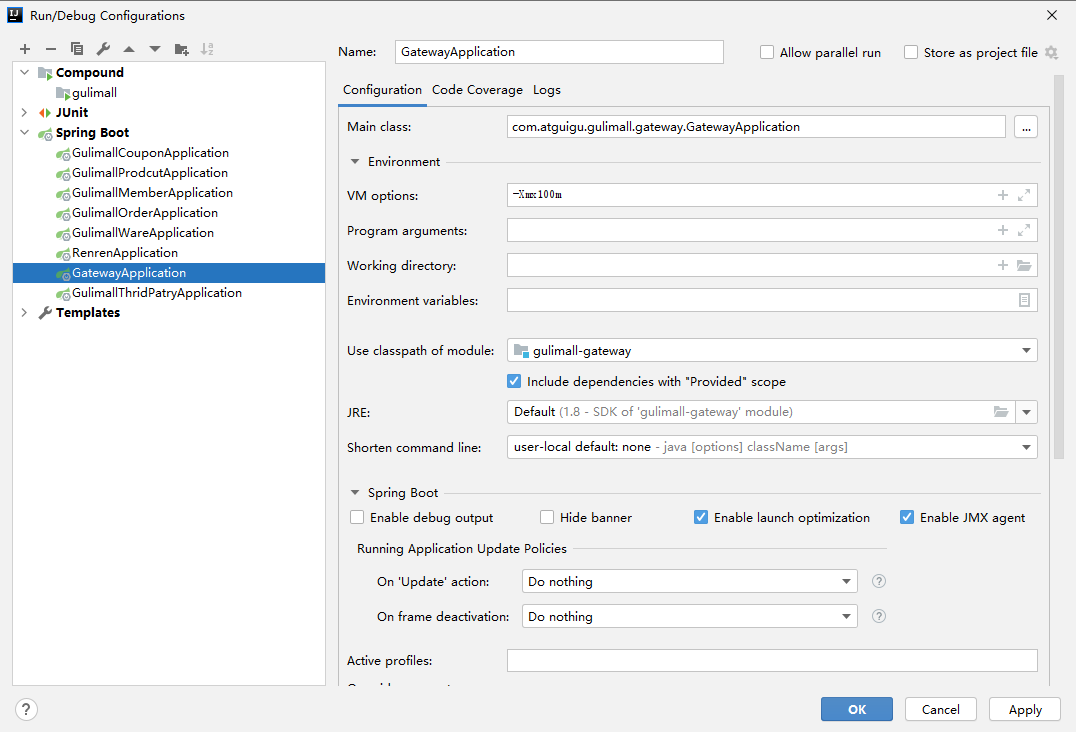 Run/Debug Configurations
Name: GatewayApplication
Allow parallel run
Store as project file
Compound
gulimall
JUnit
Spring Boot
GulimallCouponApplication
GulimallProdcutApplication
GulimallMemberApplication
GulimallOrderApplication
GulimallWareApplication
RenrenApplication
GatewayApplication
GulimallThridPatryApplication
Templates
Configuration Code Coverage Logs
Main class: com.atguigu.gulimall.gateway.GatewayApplication ...
Environment
VM options: -Xmx100m
Program arguments:
Working directory:
Environment variables:
Use classpath of module: gulimall-gateway
Include dependencies with "Provided" scope
JRE: Default (1.8 - SDK of 'gulimall-gateway' module)
Shorten command line: user-local default: none - java [options] className [args]
Spring Boot
Enable debug output Hide banner Enable launch optimization Enable JMX agent
Running Application Update Policies
On 'Update' action: Do nothing ?
On frame deactivation: Do nothing ?
Active profiles:
? OK Cancel Apply